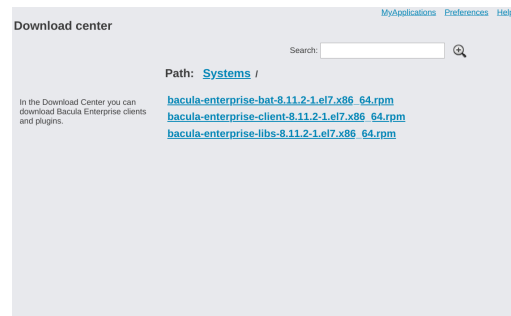 MyApplications Preferences Help
Download center
Search:
Path: Systems /
In the Download Center you can
download Bacula Enterprise clients
and plugins.
bacula-enterprise-bat-8.11.2-1.el7.x86_64.rpm
bacula-enterprise-client-8.11.2-1.el7.x86_64.rpm
bacula-enterprise-libs-8.11.2-1.el7.x86_64.rpm